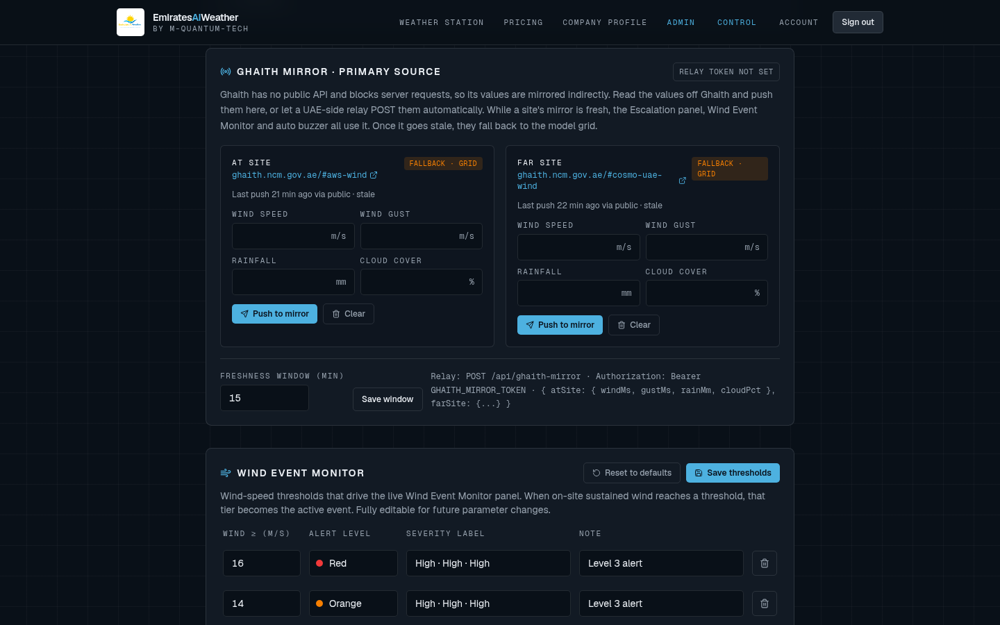 EmiratesAIWeather
BY M-QUANTUM-TECH
WEATHER STATION
PRICING
COMPANY PROFILE
ADMIN
CONTROL
ACCOUNT
Sign out
GHAITH MIRROR · PRIMARY SOURCE
RELAY TOKEN NOT SET
Ghaith has no public API and blocks server requests, so its values are mirrored indirectly. Read the values off Ghaith and push
them here, or let a UAE-side relay POST them automatically. While a site's mirror is fresh, the Escalation panel, Wind Event
Monitor and auto buzzer all use it. Once it goes stale, they fall back to the model grid.
AT SITE
FALLBACK · GRID
ghaith.ncm.gov.ae/#aws-wind
Last push 21 min ago via public · stale
WIND SPEED
WIND GUST
m/s
m/s
RAINFALL
CLOUD COVER
mm
%
Push to mirror
Clear
FAR SITE
FALLBACK ·
GRID
ghaith.ncm.gov.ae/#cosmo-uae-
wind
Last push 22 min ago via public · stale
WIND SPEED
WIND GUST
m/s
m/s
RAINFALL
CLOUD COVER
mm
%
Push to mirror
Clear
FRESHNESS WINDOW (MIN)
15
Save window
Relay: POST /api/ghaith-mirror · Authorization: Bearer
GHAITH_MIRROR_TOKEN · { atSite: { windMs, gustMs, rainMm, cloudPct },
farSite: {...} }
WIND EVENT MONITOR
Reset to defaults
Save thresholds
Wind-speed thresholds that drive the live Wind Event Monitor panel. When on-site sustained wind reaches a threshold, that
tier becomes the active event. Fully editable for future parameter changes.
WIND ≥ (M/S)
ALERT LEVEL
SEVERITY LABEL
NOTE
16
Red
High · High · High
Level 3 alert
14
Orange
High · High · High
Level 3 alert